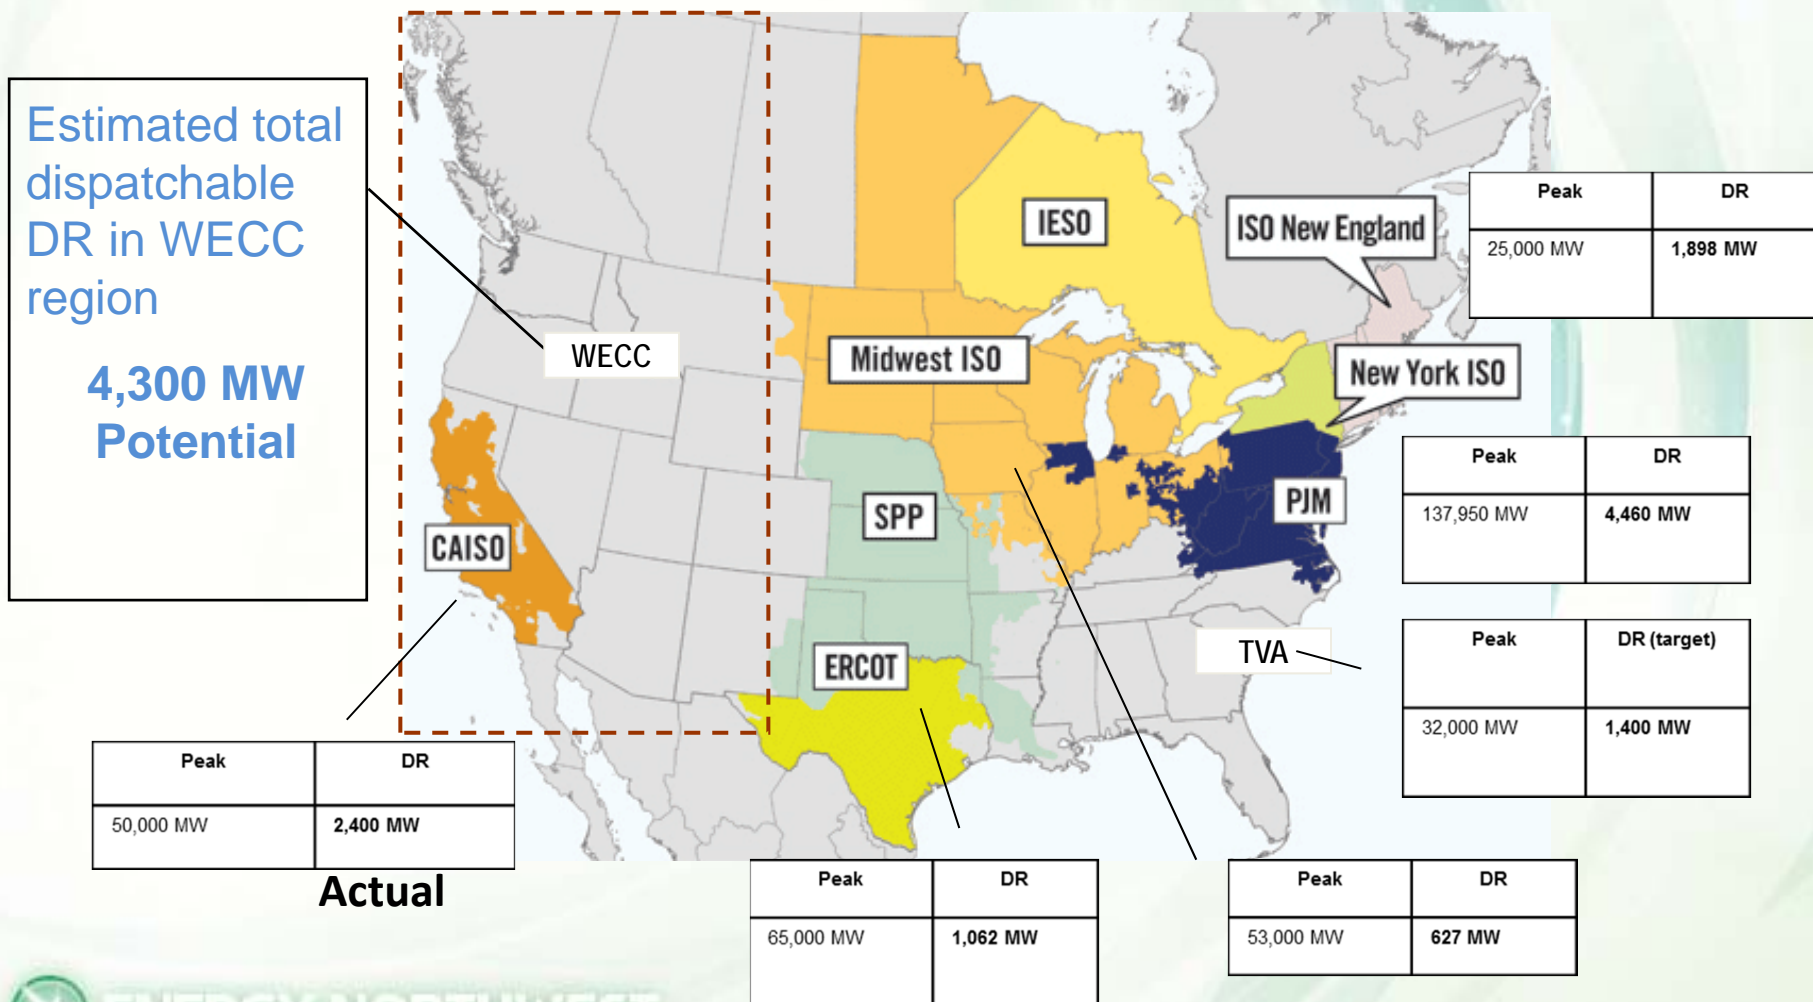 Estimated total
dispatchable
DR in WECC
region
4,300 MW
Potential
WECC
CAISO
IESO
Midwest ISO
SPP
ERCOT
ISO New England
New York ISO
PJM
TVA
Peak DR
25,000 MW 1,898 MW
Peak DR
137,950 MW 4,460 MW
Peak DR (target)
32,000 MW 1,400 MW
Peak DR
50,000 MW 2,400 MW
Actual
Peak DR
65,000 MW 1,062 MW
Peak DR
53,000 MW 627 MW
ENERGY NORTHWEST